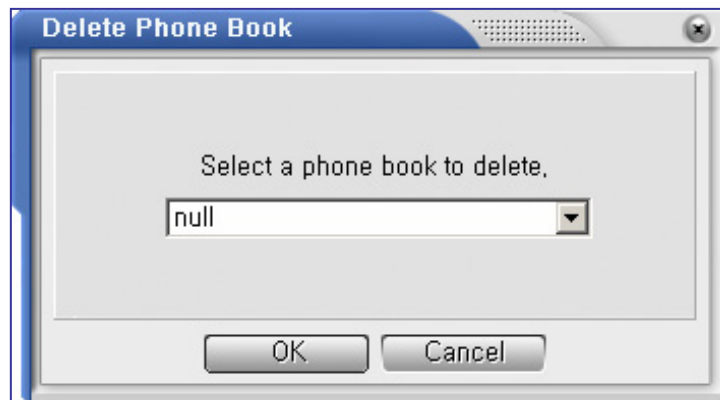 Delete Phone Book
Select a phone book to delete,
null
OK
Cancel